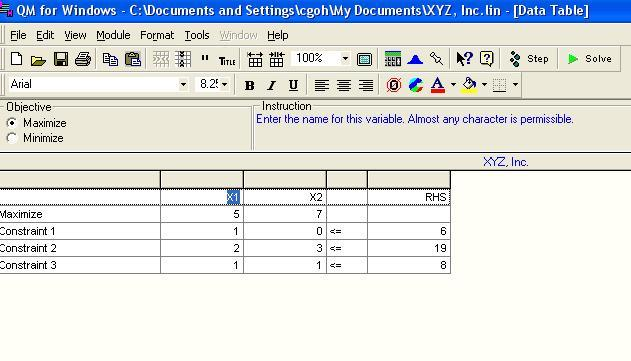 QM for Windows - C:\Documents and Settings\cgoh\My Documents\XYZ, Inc.lin - [Data Table]
File Edit View Module Format Tools Window Help
TITLE 100% Step Solve
Arial 8.25 B I U A
Objective
Maximize
Minimize
Instruction
Enter the name for this variable. Almost any character is permissible.
XYZ, Inc.
X1 X2 RHS
Maximize 5 7
Constraint 1 1 0 <= 6
Constraint 2 2 3 <= 19
Constraint 3 1 1 <= 8